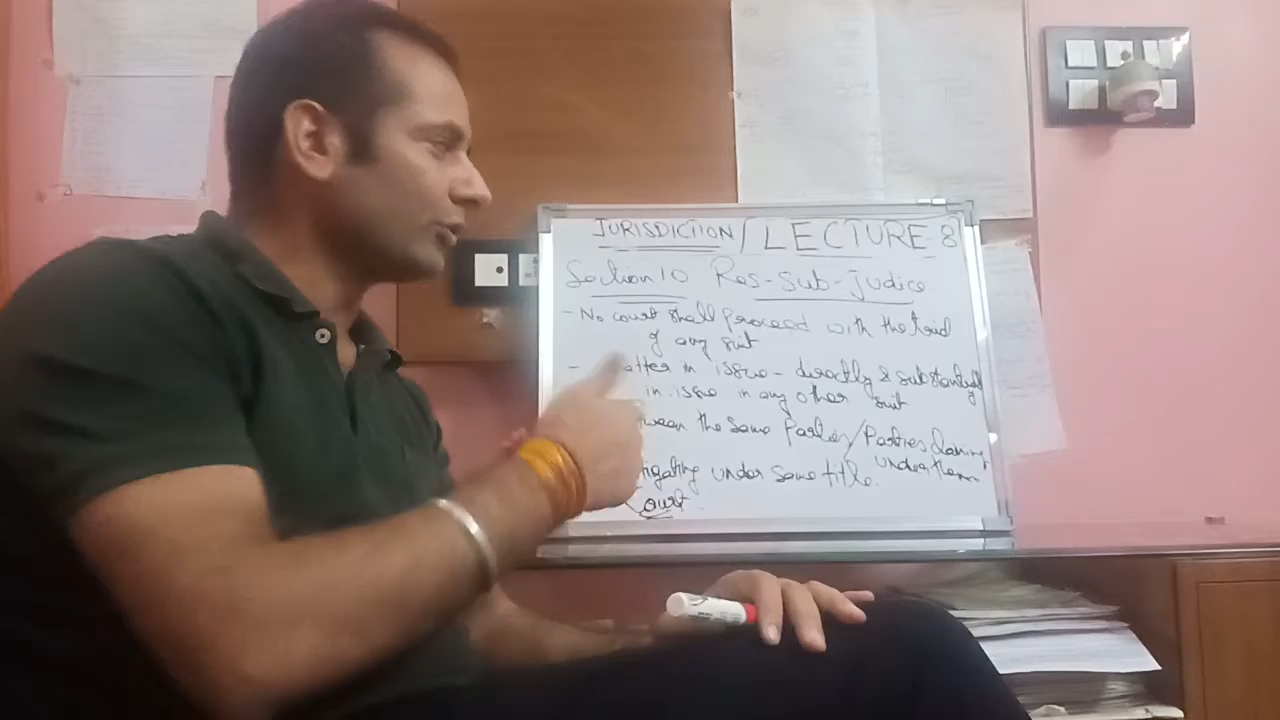 JURISDICTION / LECTURE 8
Section 10 Res-Sub-Judice
- No court shall proceed with the trial
of any suit
- matter in issue - directly & substantially
in issue in any other suit
the same Parties/Parties claiming
under them
under same title.
Court